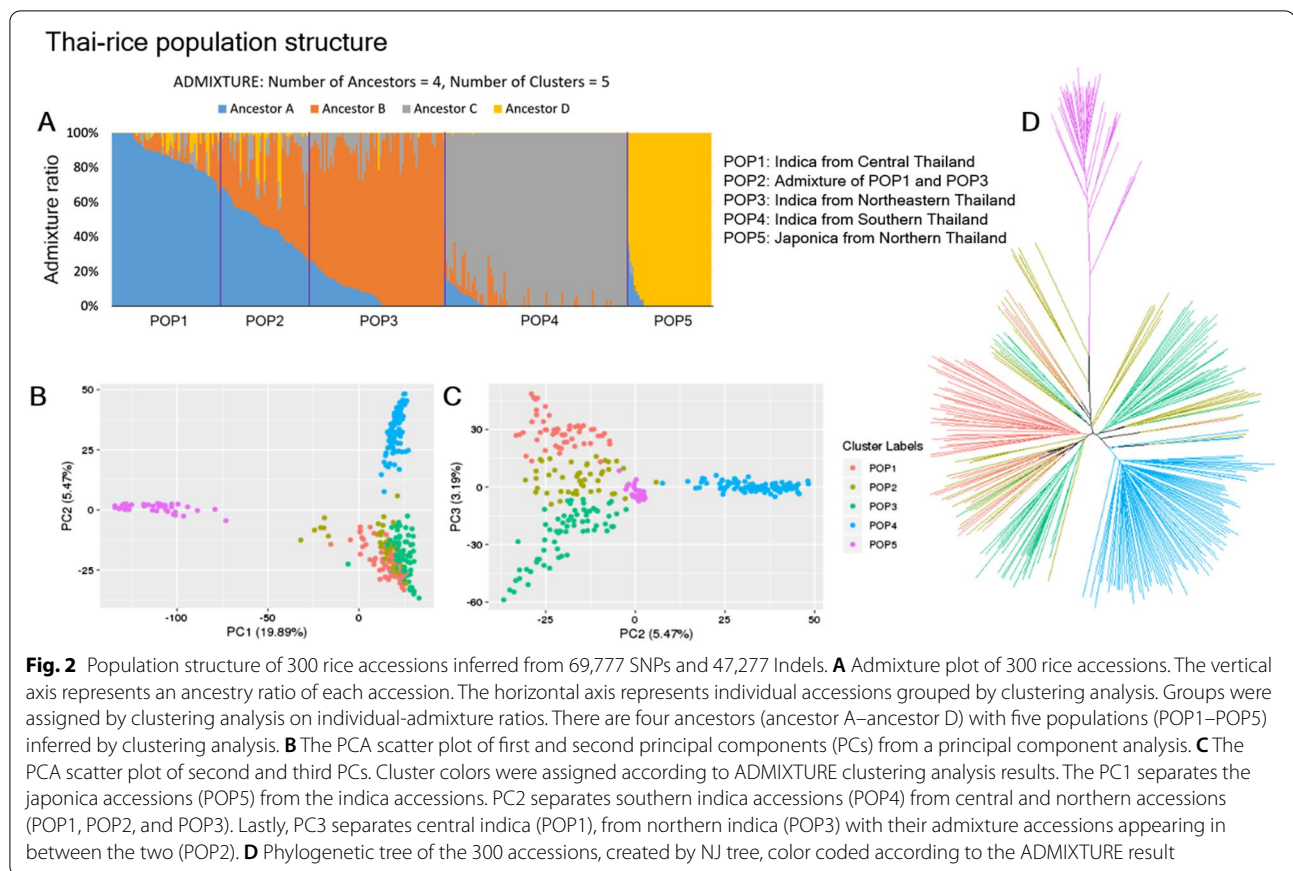 Thai-rice population structure
ADMIXTURE: Number of Ancestors = 4, Number of Clusters = 5
Ancestor A Ancestor B Ancestor C Ancestor D
A
100%
80%
60%
40%
20%
0%
Admixture ratio
POP1 POP2 POP3 POP4 POP5
POP1: Indica from Central Thailand
POP2: Admixture of POP1 and POP3
POP3: Indica from Northeastern Thailand
POP4: Indica from Southern Thailand
POP5: Japonica from Northern Thailand
D
B
50
25
0
-25
PC2 (5.47%)
-100 -50 0
PC1 (19.89%)
C
30
0
-30
-60
PC3 (3.19%)
-25 0 25 50
PC2 (5.47%)
Cluster Labels
POP1
POP2
POP3
POP4
POP5
Fig. 2 Population structure of 300 rice accessions inferred from 69,777 SNPs and 47,277 Indels. A Admixture plot of 300 rice accessions. The vertical
axis represents an ancestry ratio of each accession. The horizontal axis represents individual accessions grouped by clustering analysis. Groups were
assigned by clustering analysis on individual-admixture ratios. There are four ancestors (ancestor A–ancestor D) with five populations (POP1–POP5)
inferred by clustering analysis. B The PCA scatter plot of first and second principal components (PCs) from a principal component analysis. C The
PCA scatter plot of second and third PCs. Cluster colors were assigned according to ADMIXTURE clustering analysis results. The PC1 separates the
japonica accessions (POP5) from the indica accessions. PC2 separates southern indica accessions (POP4) from central and northern accessions
(POP1, POP2, and POP3). Lastly, PC3 separates central indica (POP1), from northern indica (POP3) with their admixture accessions appearing in
between the two (POP2). D Phylogenetic tree of the 300 accessions, created by NJ tree, color coded according to the ADMIXTURE result